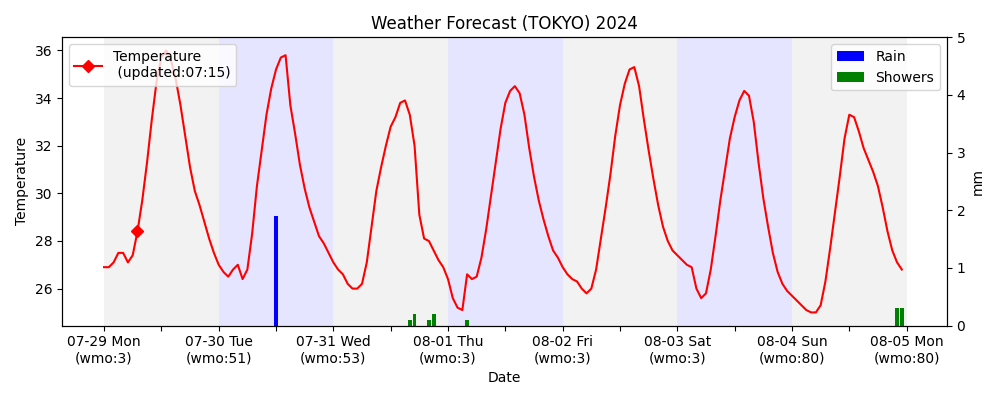 Weather Forecast (TOKYO) 2024
Temperature
(updated:07:15)
Rain
Showers
Temperature
36
34
32
30
28
26
5
4
3
2
1
0
mm
07-29 Mon
(wmo:3)
07-30 Tue
(wmo:51)
07-31 Wed
(wmo:53)
08-01 Thu
(wmo:3)
08-02 Fri
(wmo:3)
08-03 Sat
(wmo:3)
08-04 Sun
(wmo:80)
08-05 Mon
(wmo:80)
Date